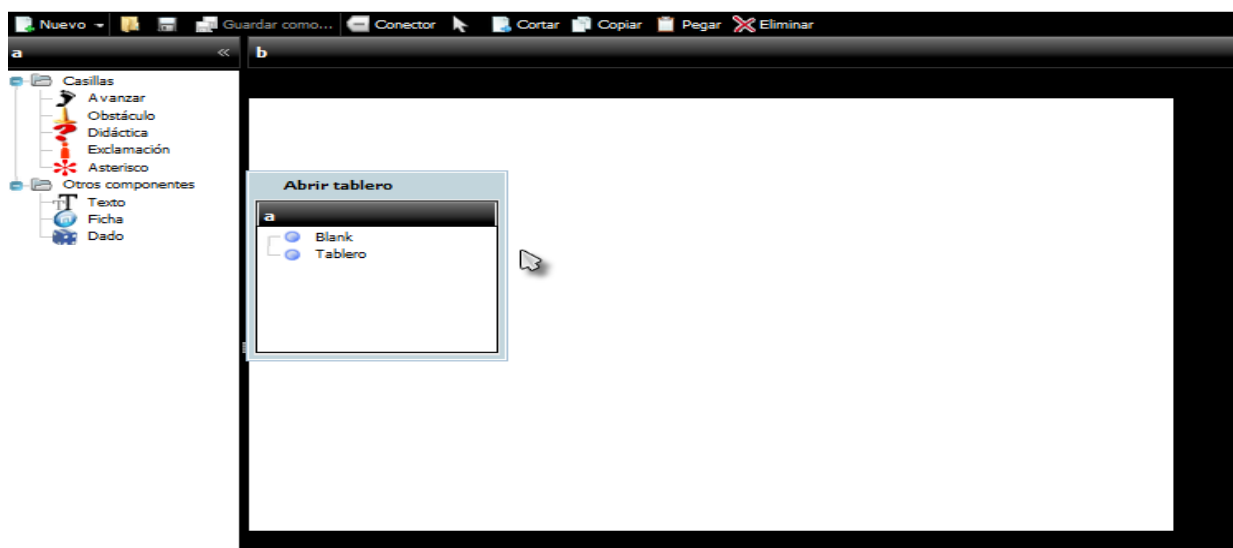 Nuevo Guardar como... Conector Cortar Copiar Pegar Eliminar
a «
b
Casillas
Avanzar
Obstáculo
Didáctica
Exclamación
Asterisco
Otros componentes
Texto
Ficha
Dado
Abrir tablero
a
Blank
Tablero